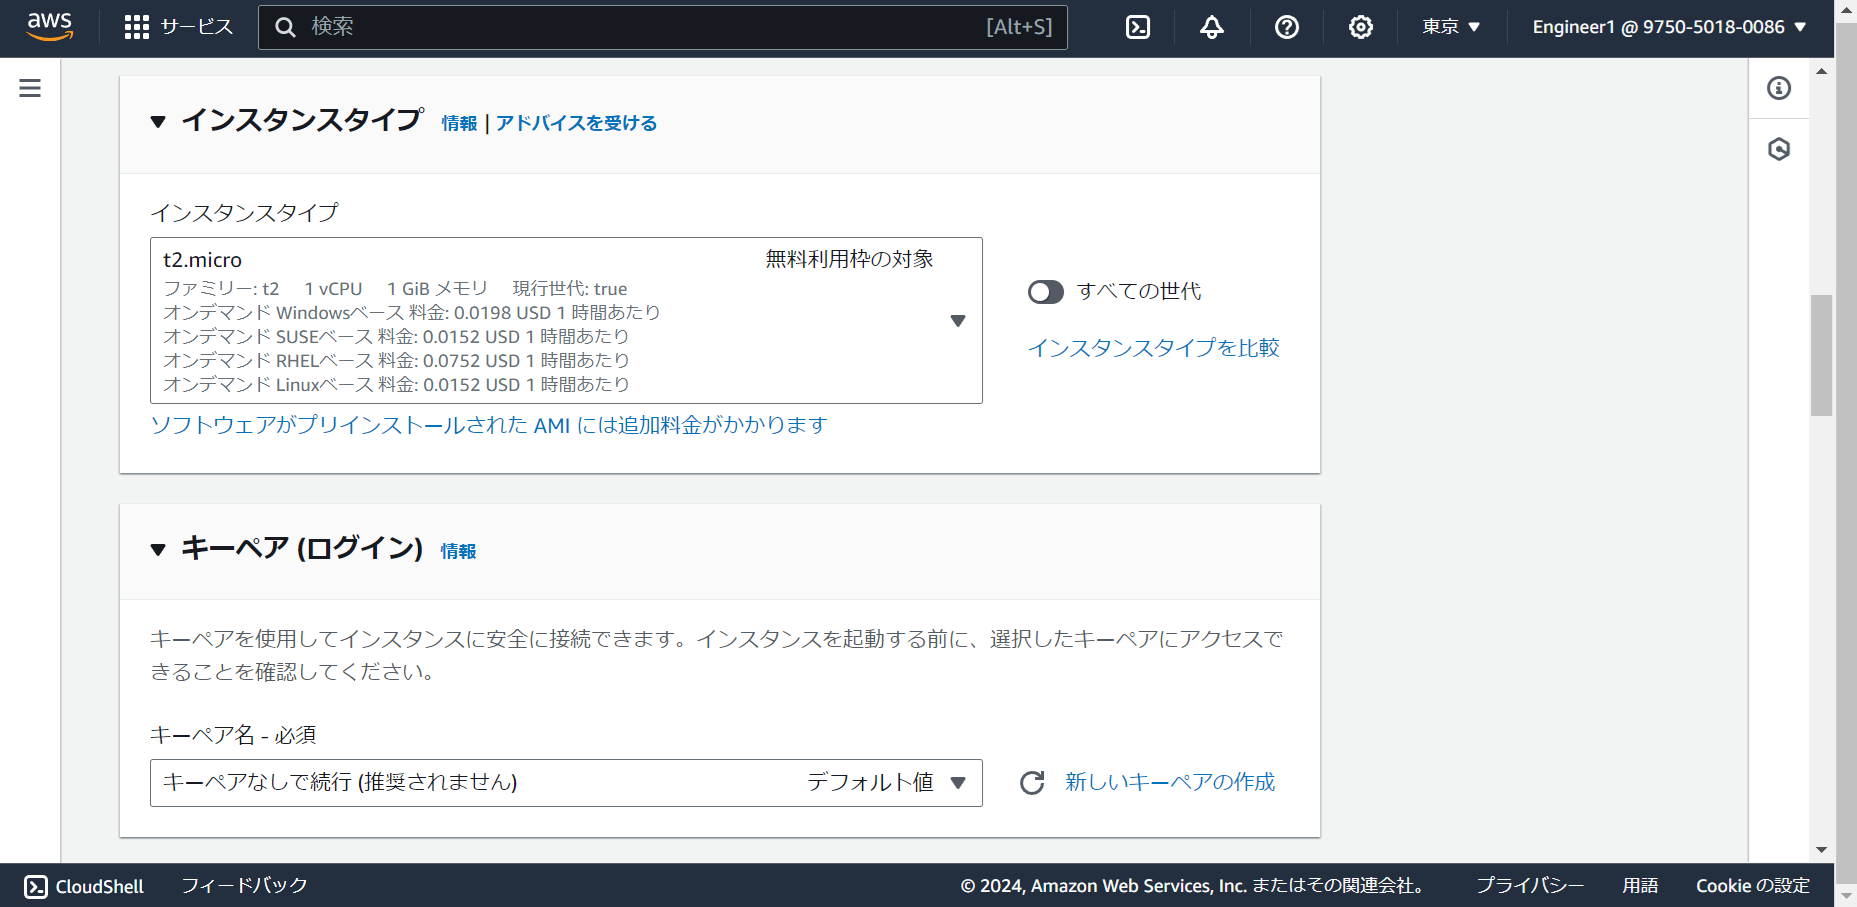 aws サービス 検索 [Alt+S] 東京 Engineer1 @ 9750-5018-0086
インスタンスタイプ 情報 | アドバイスを受ける
インスタンスタイプ
t2.micro 無料利用枠の対象
ファミリー: t2 1 vCPU 1 GiB メモリ 現行世代: true
オンデマンド Windowsベース 料金: 0.0198 USD 1 時間あたり
オンデマンド SUSEベース 料金: 0.0152 USD 1 時間あたり
オンデマンド RHELベース 料金: 0.0752 USD 1 時間あたり
オンデマンド Linuxベース 料金: 0.0152 USD 1 時間あたり
すべての世代
インスタンスタイプを比較
ソフトウェアがプリインストールされた AMI には追加料金がかかります
キーペア (ログイン) 情報
キーペアを使用してインスタンスに安全に接続できます。インスタンスを起動する前に、選択したキーペアにアクセスで
きることを確認してください。
キーペア名 - 必須
キーペアなしで続行 (推奨されません) デフォルト値 新しいキーペアの作成
CloudShell フィードバック © 2024, Amazon Web Services, Inc. またはその関連会社。 プライバシー 用語 Cookie の設定